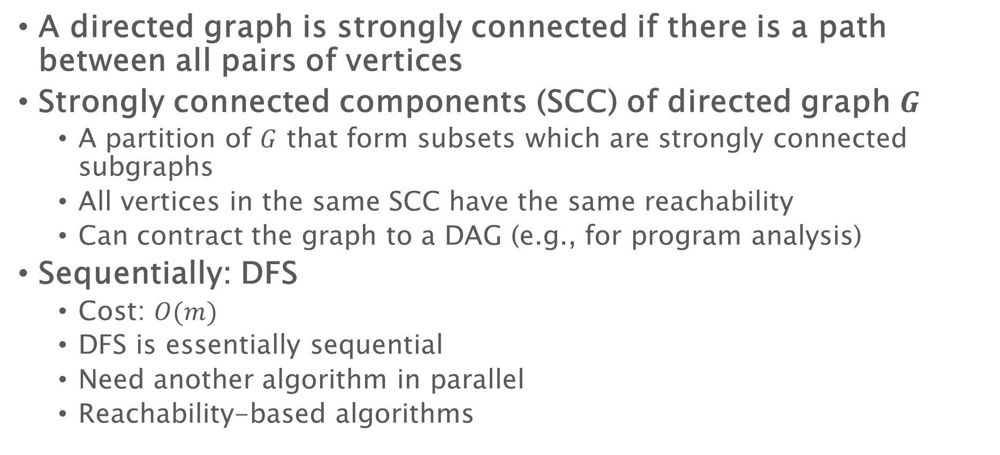 • A directed graph is strongly connected if there is a path
between all pairs of vertices
• Strongly connected components (SCC) of directed graph G
• A partition of G that form subsets which are strongly connected
subgraphs
• All vertices in the same SCC have the same reachability
• Can contract the graph to a DAG (e.g., for program analysis)
• Sequentially: DFS
• Cost: O(m)
• DFS is essentially sequential
• Need another algorithm in parallel
• Reachability-based algorithms